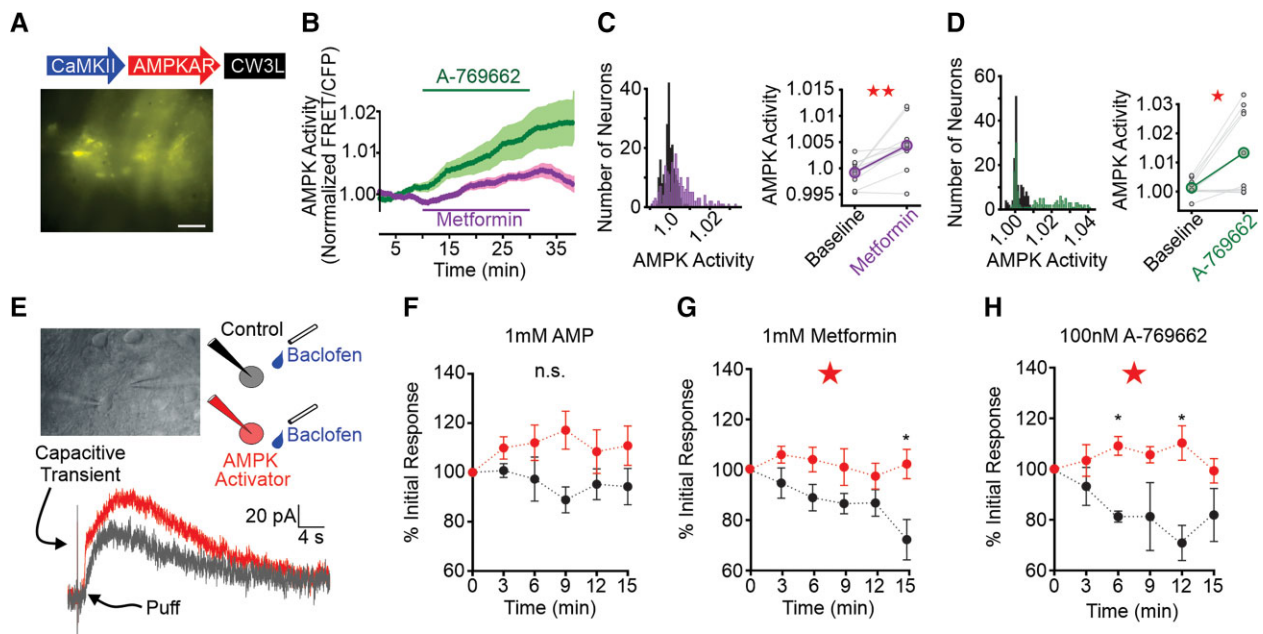 A
CaMKII AMPKAR CW3L
B
A-769662
AMPK Activity
(Normalized FRET/CFP)
1.02
1.01
1.00
Metformin
5 15 25 35
Time (min)
C
Number of Neurons
40
20
0
1.0 1.02
AMPK Activity
AMPK Activity
★★
1.015
1.010
1.005
1.0
0.995
Baseline
Metformin
D
Number of Neurons
60
40
20
0
1.00 1.02 1.04
AMPK Activity
AMPK Activity
★
1.03
1.02
1.01
1.00
Baseline
A-769662
E
Control
Baclofen
Baclofen
AMPK
Activator
Capacitive
Transient
20 pA
4 s
Puff
F
1mM AMP
n.s.
% Initial Response
140
120
100
80
60
0 3 6 9 12 15
Time (min)
G
1mM Metformin
★
*
% Initial Response
140
120
100
80
60
0 3 6 9 12 15
Time (min)
H
100nM A-769662
★
* *
% Initial Response
140
120
100
80
60
0 3 6 9 12 15
Time (min)